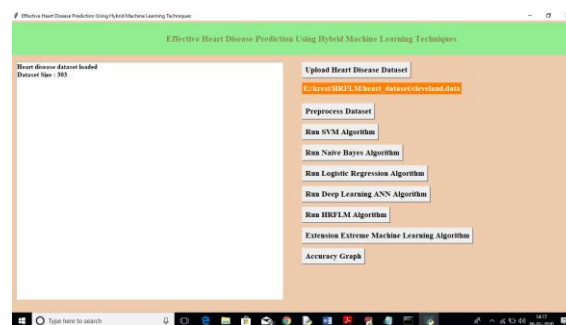 Effective Heart Disease Prediction Using Hybrid Machine Learning Techniques
Effective Heart Disease Prediction Using Hybrid Machine Learning Techniques
Heart disease dataset loaded
Dataset Size : 303
Upload Heart Disease Dataset
E:/krest/HRFLM/heart_dataset/cleveland.data
Preprocess Dataset
Run SVM Algorithm
Run Naive Bayes Algorithm
Run Logistic Regression Algorithm
Run Deep Learning ANN Algorithm
Run HRFLM Algorithm
Extension Extreme Machine Learning Algorithm
Accuracy Graph
Type here to search
14:17